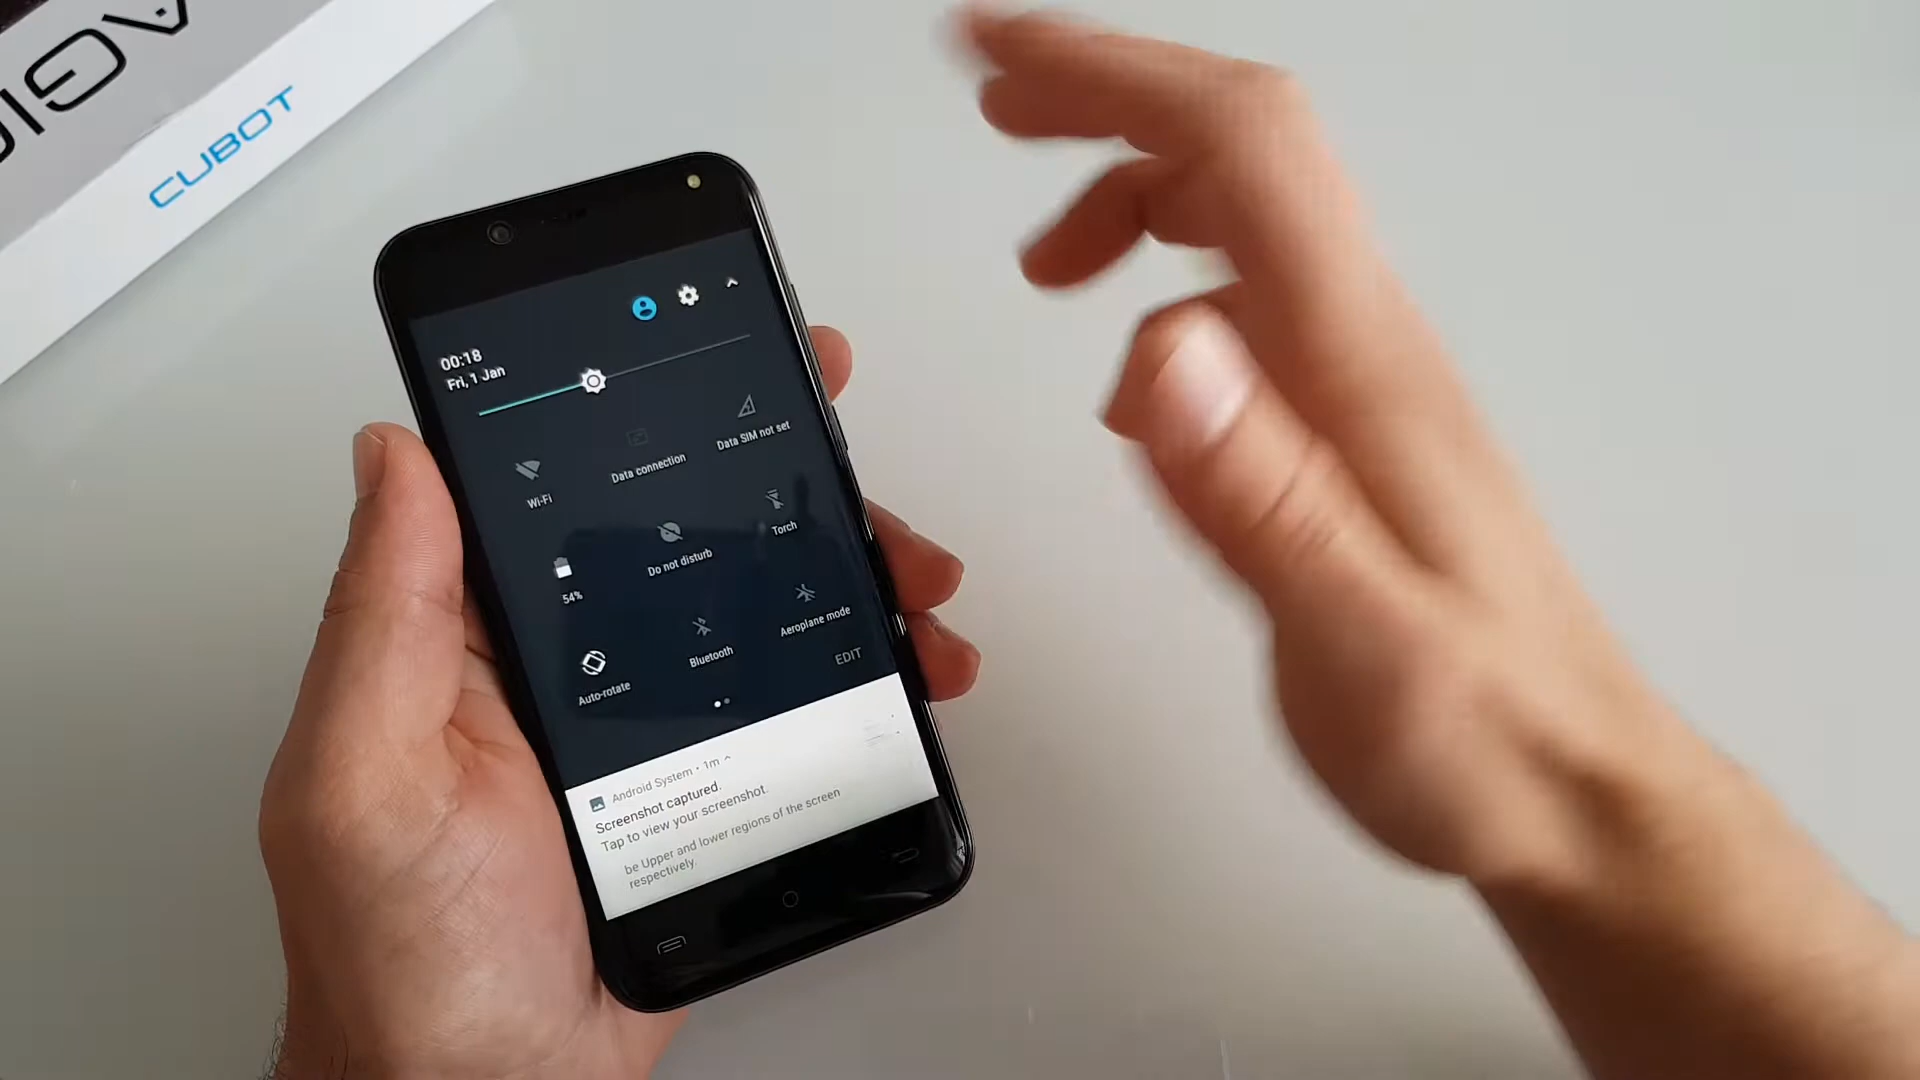 CUBOT
00:18
Fri, 1 Jan
Wi-Fi
Data connection
Data SIM not set
54%
Do not disturb
Torch
Auto-rotate
Bluetooth
Aeroplane mode
EDIT
Android System • 1m
Screenshot captured.
Tap to view your screenshot.
be Upper and lower regions of the screen
respectively.